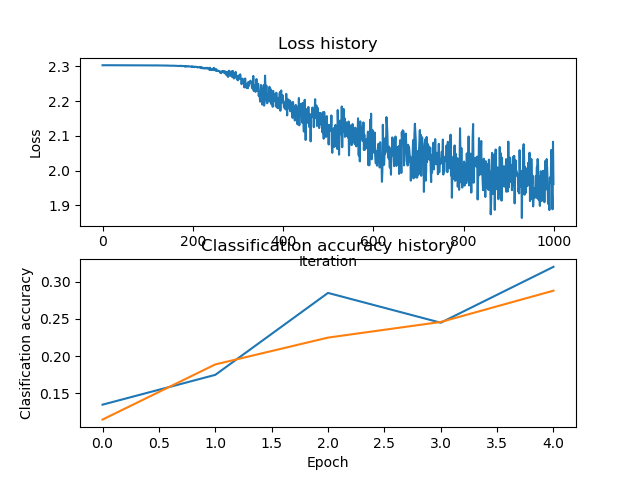 Loss history
2.3
2.2
2.1
2.0
1.9
Loss
0 200 400 600 800 1000
Iteration
Classification accuracy history
0.30
0.25
0.20
0.15
Clasification accuracy
0.0 0.5 1.0 1.5 2.0 2.5 3.0 3.5 4.0
Epoch